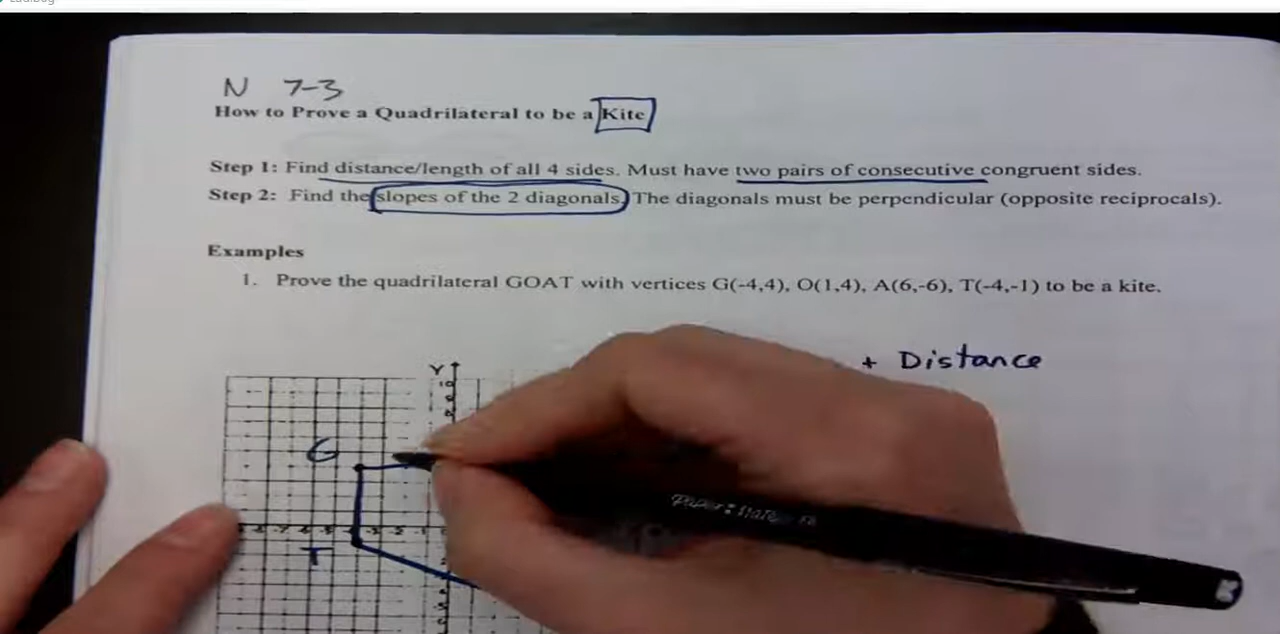 N 7-3
How to Prove a Quadrilateral to be a Kite
Step 1: Find distance/length of all 4 sides. Must have two pairs of consecutive congruent sides.
Step 2: Find the slopes of the 2 diagonals. The diagonals must be perpendicular (opposite reciprocals).
Examples
1. Prove the quadrilateral GOAT with vertices G(-4,4), O(1,4), A(6,-6), T(-4,-1) to be a kite.
+ Distance
Y
10
G
T